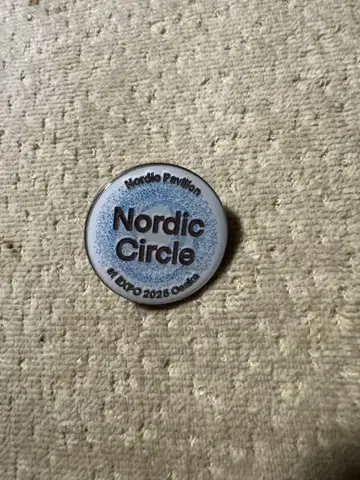 Nordic Pavilion
Nordic
Circle
at EXPO 2025 Osaka